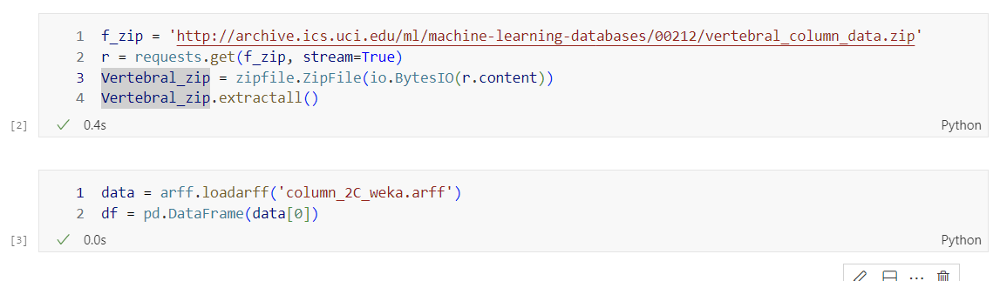 1 f_zip = 'http://archive.ics.uci.edu/ml/machine-learning-databases/00212/vertebral_column_data.zip'
2 r = requests.get(f_zip, stream=True)
3 Vertebral_zip = zipfile.ZipFile(io.BytesIO(r.content))
4 Vertebral_zip.extractall()
[2] 0.4s Python
1 data = arff.loadarff('column_2C_weka.arff')
2 df = pd.DataFrame(data[0])
[3] 0.0s Python